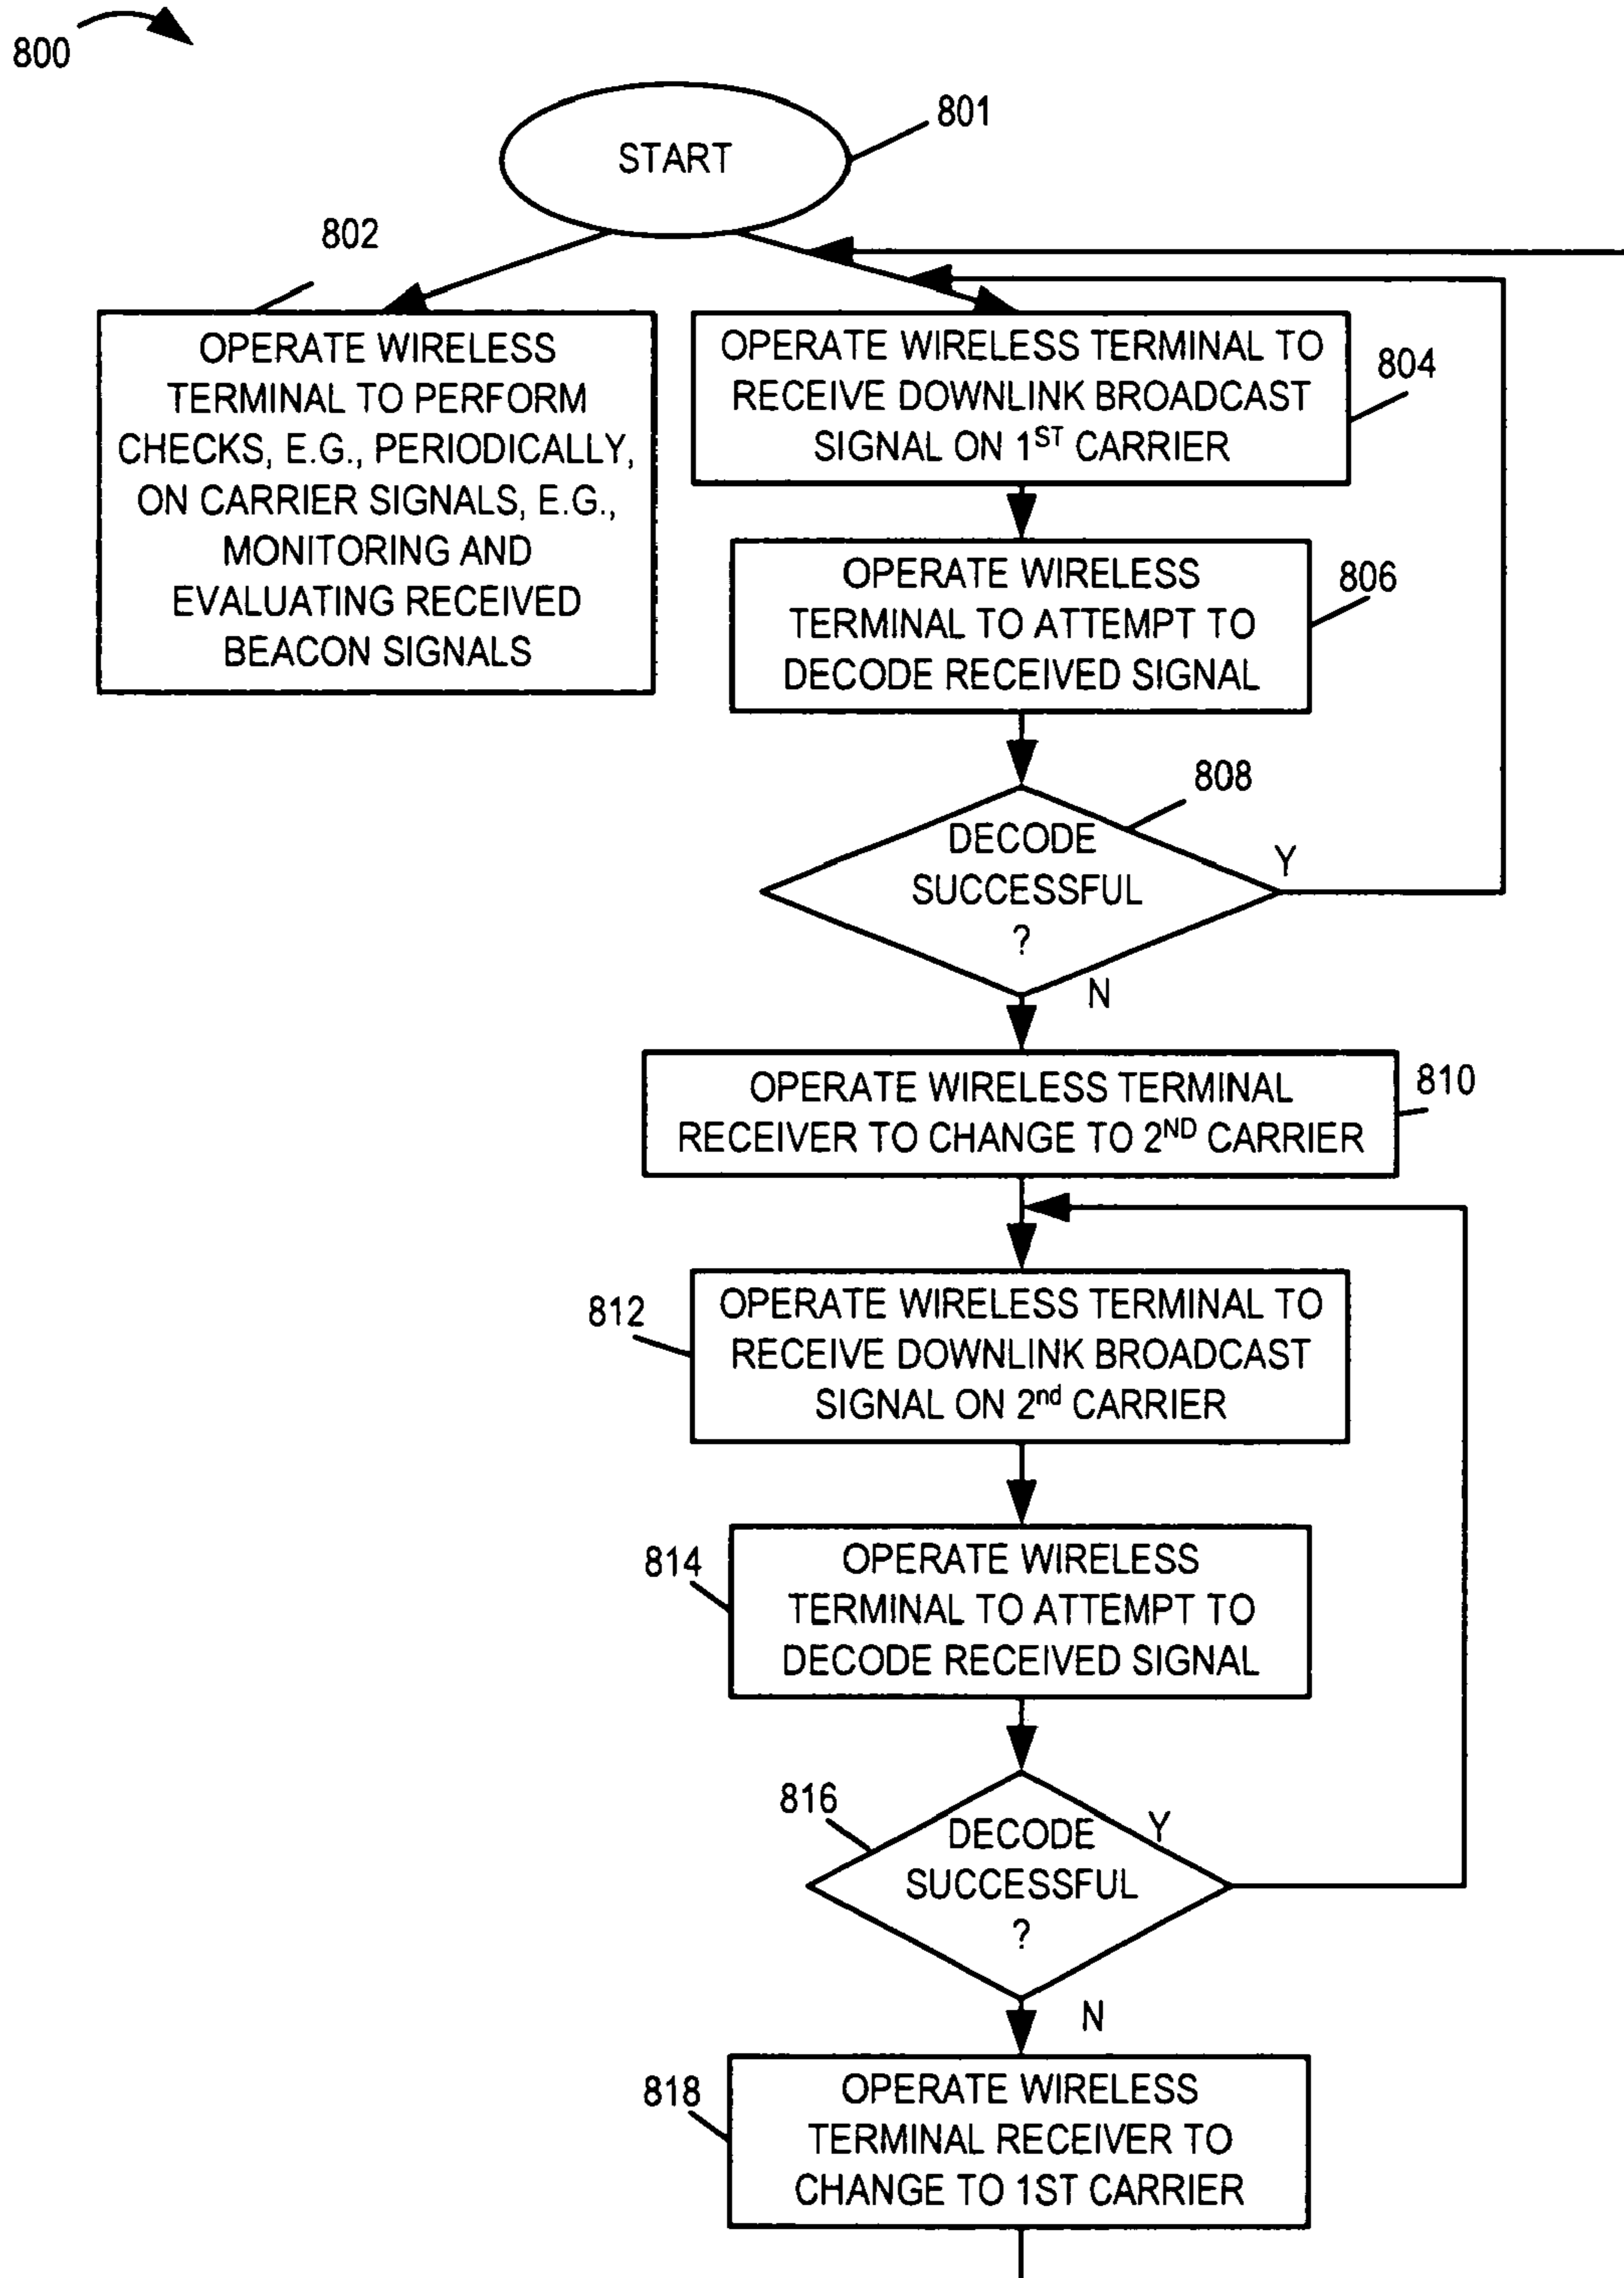 800
START
801
802
OPERATE WIRELESS
TERMINAL TO PERFORM
CHECKS, E.G., PERIODICALLY,
ON CARRIER SIGNALS, E.G.,
MONITORING AND
EVALUATING RECEIVED
BEACON SIGNALS
OPERATE WIRELESS TERMINAL TO
RECEIVE DOWNLINK BROADCAST
SIGNAL ON 1ST CARRIER
804
OPERATE WIRELESS
TERMINAL TO ATTEMPT TO
DECODE RECEIVED SIGNAL
806
808
DECODE
SUCCESSFUL
?
Y
N
OPERATE WIRELESS TERMINAL
RECEIVER TO CHANGE TO 2ND CARRIER
810
812
OPERATE WIRELESS TERMINAL TO
RECEIVE DOWNLINK BROADCAST
SIGNAL ON 2nd CARRIER
814
OPERATE WIRELESS
TERMINAL TO ATTEMPT TO
DECODE RECEIVED SIGNAL
816
DECODE
SUCCESSFUL
?
Y
N
818
OPERATE WIRELESS
TERMINAL RECEIVER TO
CHANGE TO 1ST CARRIER